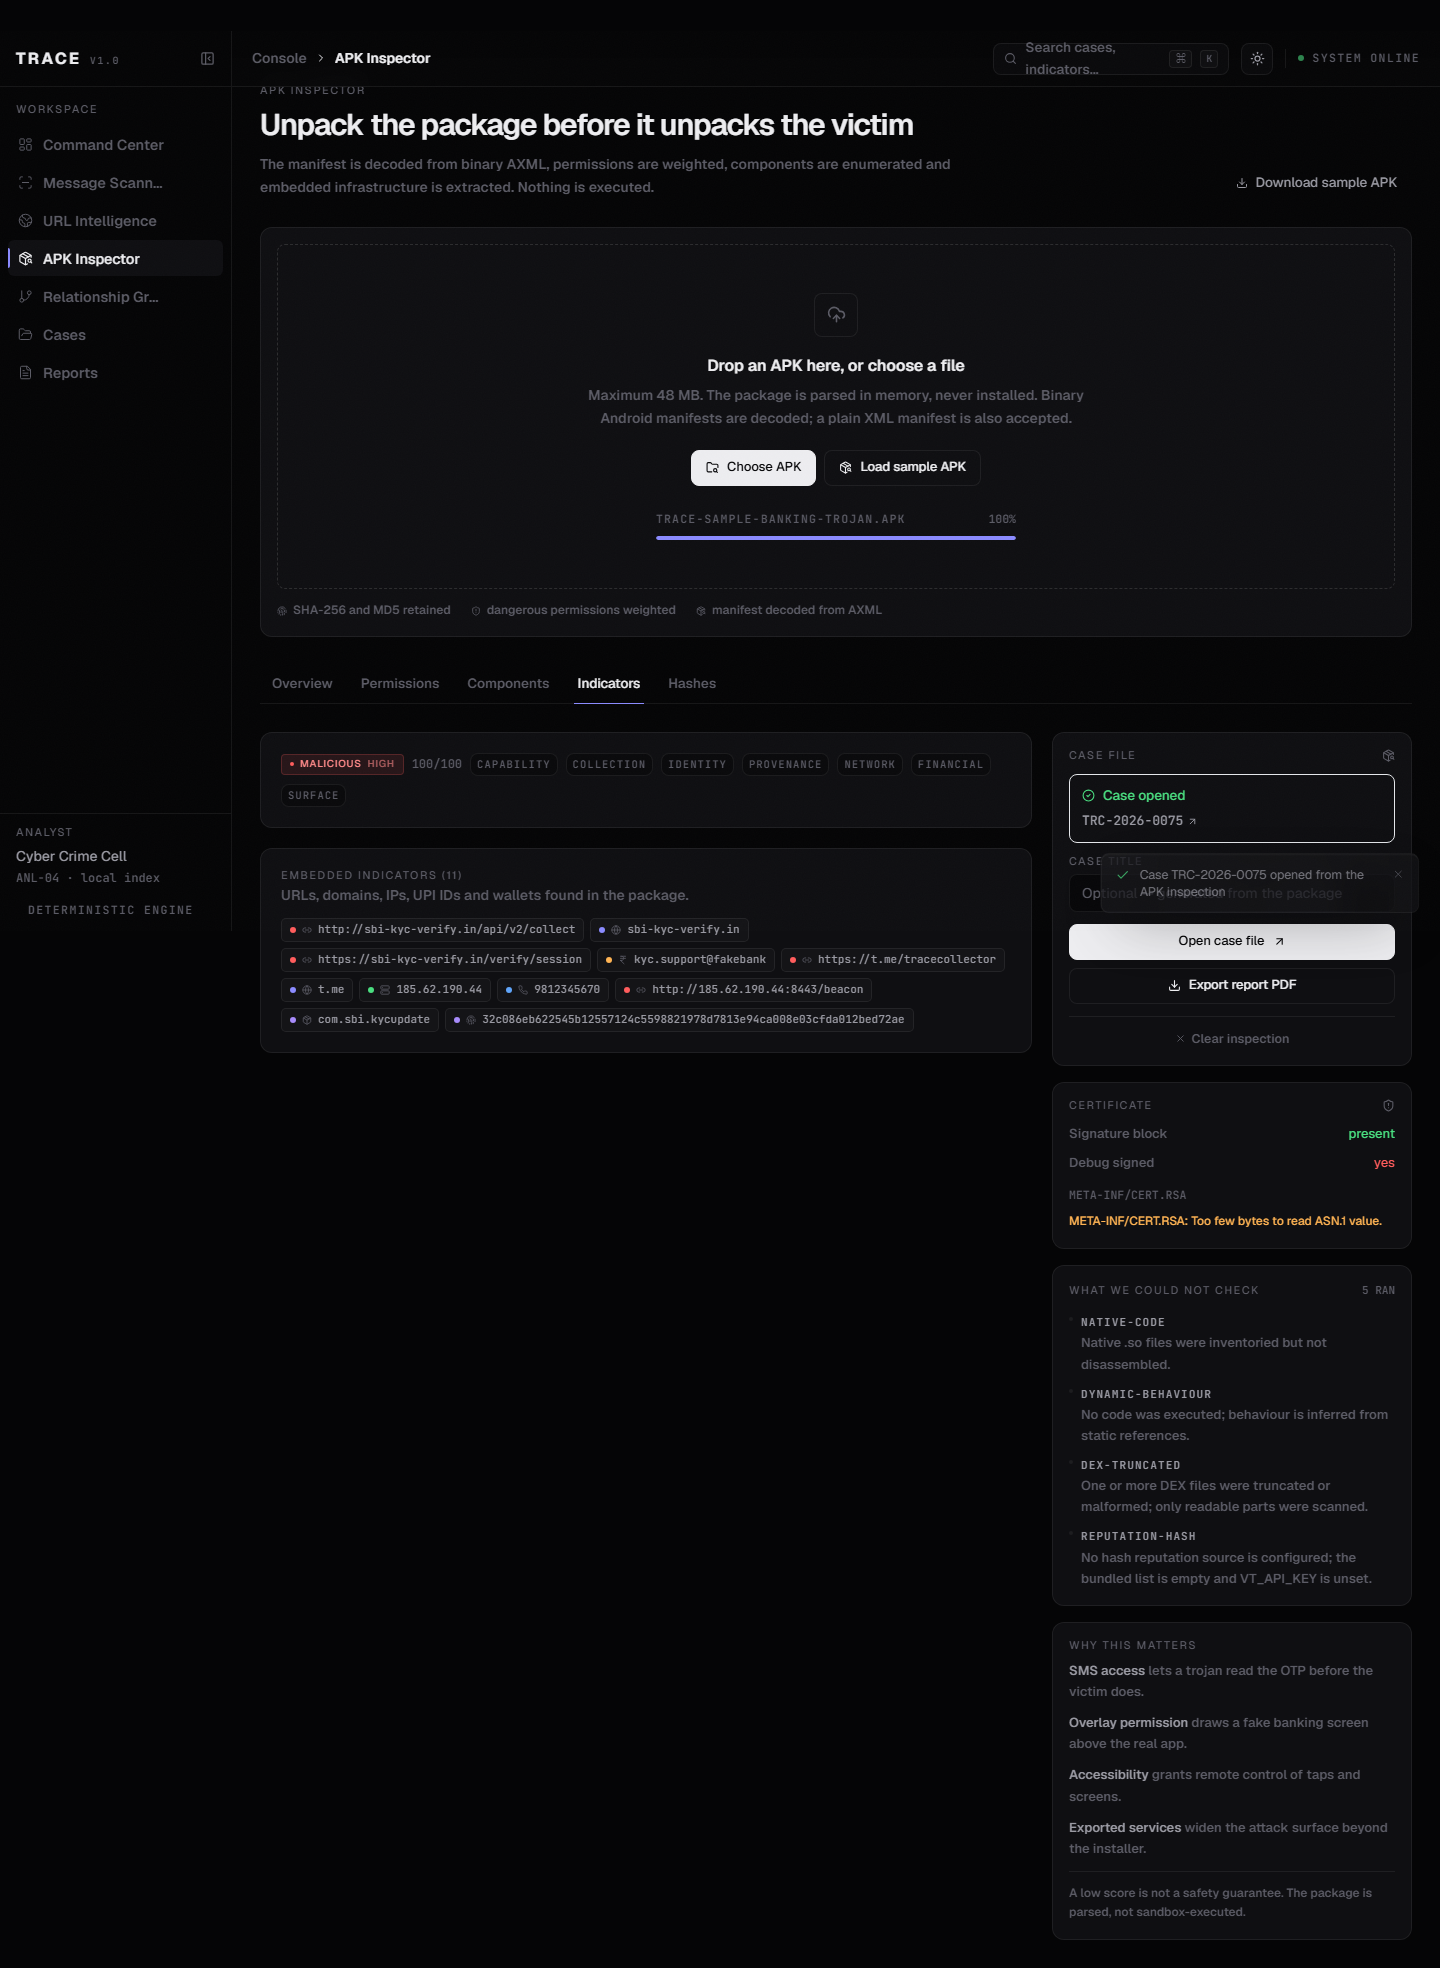 TRACE V1.0
Console > APK Inspector
Search cases, indicators...
⌘ K
SYSTEM ONLINE
WORKSPACE
Command Center
Message Scann...
URL Intelligence
APK Inspector
Relationship Gr...
Cases
Reports
ANALYST
Cyber Crime Cell
ANL-04 · local index
DETERMINISTIC ENGINE
APK INSPECTOR
Unpack the package before it unpacks the victim
The manifest is decoded from binary AXML, permissions are weighted, components are enumerated and
embedded infrastructure is extracted. Nothing is executed.
Download sample APK
Drop an APK here, or choose a file
Maximum 48 MB. The package is parsed in memory, never installed. Binary
Android manifests are decoded; a plain XML manifest is also accepted.
Choose APK
Load sample APK
TRACE-SAMPLE-BANKING-TROJAN.APK 100%
SHA-256 and MD5 retained
dangerous permissions weighted
manifest decoded from AXML
Overview Permissions Components Indicators Hashes
MALICIOUS HIGH 100/100 CAPABILITY COLLECTION IDENTITY PROVENANCE NETWORK FINANCIAL
SURFACE
EMBEDDED INDICATORS (11)
URLs, domains, IPs, UPI IDs and wallets found in the package.
http://sbi-kyc-verify.in/api/v2/collect sbi-kyc-verify.in
https://sbi-kyc-verify.in/verify/session kyc.support@fakebank https://t.me/tracecollector
t.me 185.62.190.44 9812345670 http://185.62.190.44:8443/beacon
com.sbi.kycupdate 32c086eb622545b12557124c5598821978d7813e94ca008e03cfda012bed72ae
CASE FILE
Case opened
TRC-2026-0075
CASE TITLE
Optional generated from the package
Case TRC-2026-0075 opened from the
APK inspection
Open case file
Export report PDF
Clear inspection
CERTIFICATE
Signature block present
Debug signed yes
META-INF/CERT.RSA
META-INF/CERT.RSA: Too few bytes to read ASN.1 value.
WHAT WE COULD NOT CHECK 5 RAN
NATIVE-CODE
Native .so files were inventoried but not
disassembled.
DYNAMIC-BEHAVIOUR
No code was executed; behaviour is inferred from
static references.
DEX-TRUNCATED
One or more DEX files were truncated or
malformed; only readable parts were scanned.
REPUTATION-HASH
No hash reputation source is configured; the
bundled list is empty and VT_API_KEY is unset.
WHY THIS MATTERS
SMS access lets a trojan read the OTP before the
victim does.
Overlay permission draws a fake banking screen
above the real app.
Accessibility grants remote control of taps and
screens.
Exported services widen the attack surface beyond
the installer.
A low score is not a safety guarantee. The package is
parsed, not sandbox-executed.